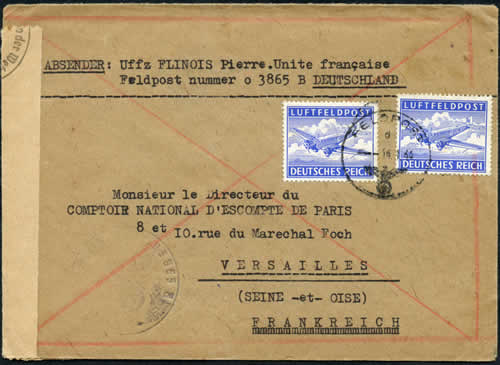 ABSENDER: Uffz FLINOIS Pierre.Unite française
Feldpost nummer o 3865 B DEUTSCHLAND
LUFTFELDPOST
DEUTSCHES REICH
LUFTFELDPOST
DEUTSCHES REICH
FELDPOST
d
Monsieur le Directeur du
COMPTOIR NATIONAL D'ESCOMPTE DE PARIS
8 et 10.rue du Marechal Foch
VERSAILLES
(SEINE -et- OISE)
FRANKREICH